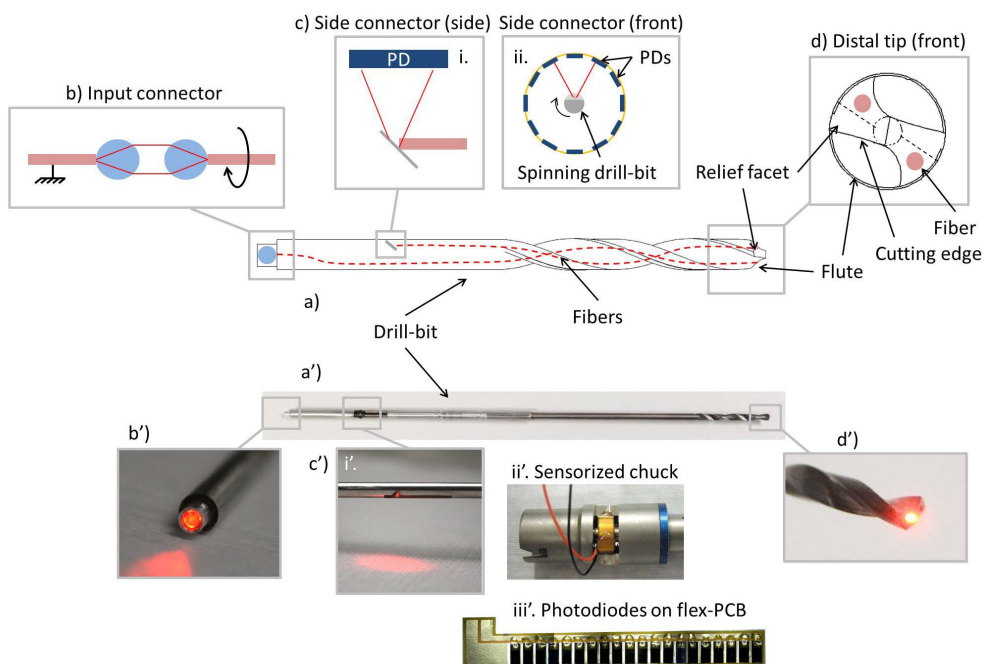 c) Side connector (side)
Side connector (front)
d) Distal tip (front)
PD
i.
ii.
PDs
b) Input connector
Spinning drill-bit
Relief facet
Fiber
Cutting edge
Flute
a)
Fibers
Drill-bit
a’)
b’)
c’)
i’.
ii’. Sensorized chuck
d’)
iii’. Photodiodes on flex-PCB